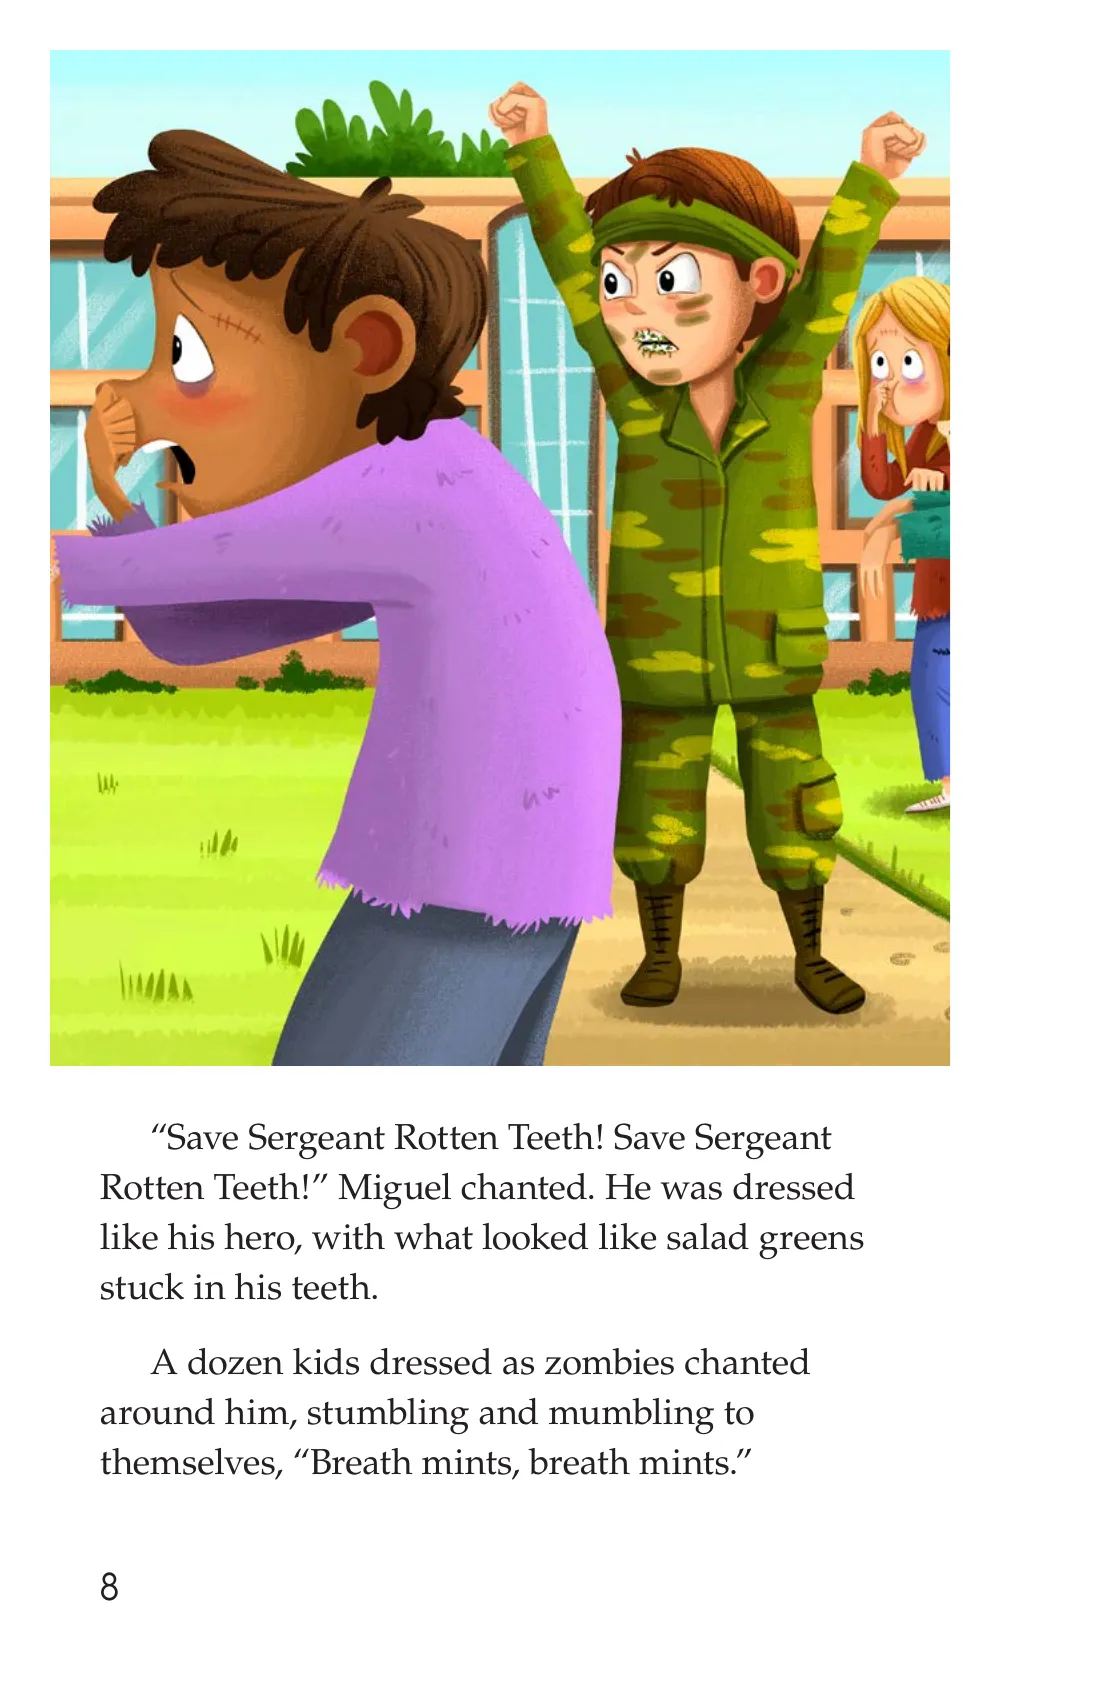 “Save Sergeant Rotten Teeth! Save Sergeant
Rotten Teeth!” Miguel chanted. He was dressed
like his hero, with what looked like salad greens
stuck in his teeth.
A dozen kids dressed as zombies chanted
around him, stumbling and mumbling to
themselves, “Breath mints, breath mints.”
8